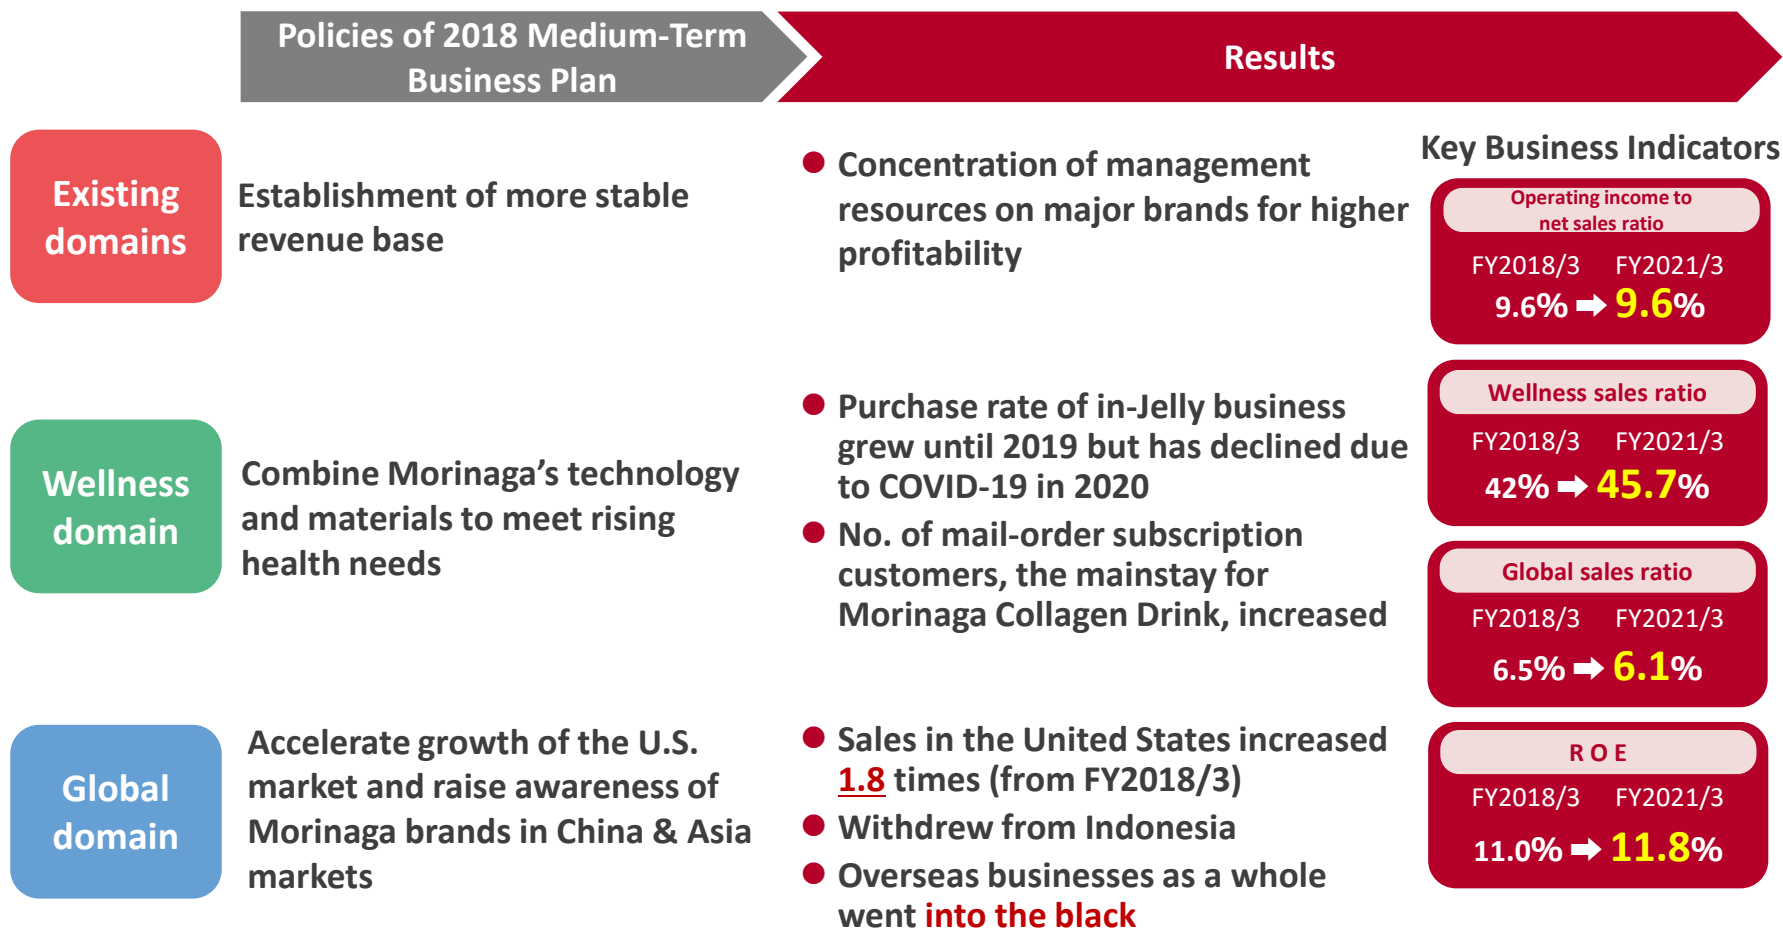 Policies of 2018 Medium-Term
Business Plan
Results
Existing
domains
Establishment of more stable
revenue base
● Concentration of management
resources on major brands for higher
profitability
Wellness
domain
Combine Morinaga’s technology
and materials to meet rising
health needs
● Purchase rate of in-Jelly business
grew until 2019 but has declined due
to COVID-19 in 2020
● No. of mail-order subscription
customers, the mainstay for
Morinaga Collagen Drink, increased
Global
domain
Accelerate growth of the U.S.
market and raise awareness of
Morinaga brands in China & Asia
markets
● Sales in the United States increased
1.8 times (from FY2018/3)
● Withdrew from Indonesia
● Overseas businesses as a whole
went into the black
Key Business Indicators
Operating income to
net sales ratio
FY2018/3 FY2021/3
9.6% ➡ 9.6%
Wellness sales ratio
FY2018/3 FY2021/3
42% ➡ 45.7%
Global sales ratio
FY2018/3 FY2021/3
6.5% ➡ 6.1%
R O E
FY2018/3 FY2021/3
11.0% ➡ 11.8%